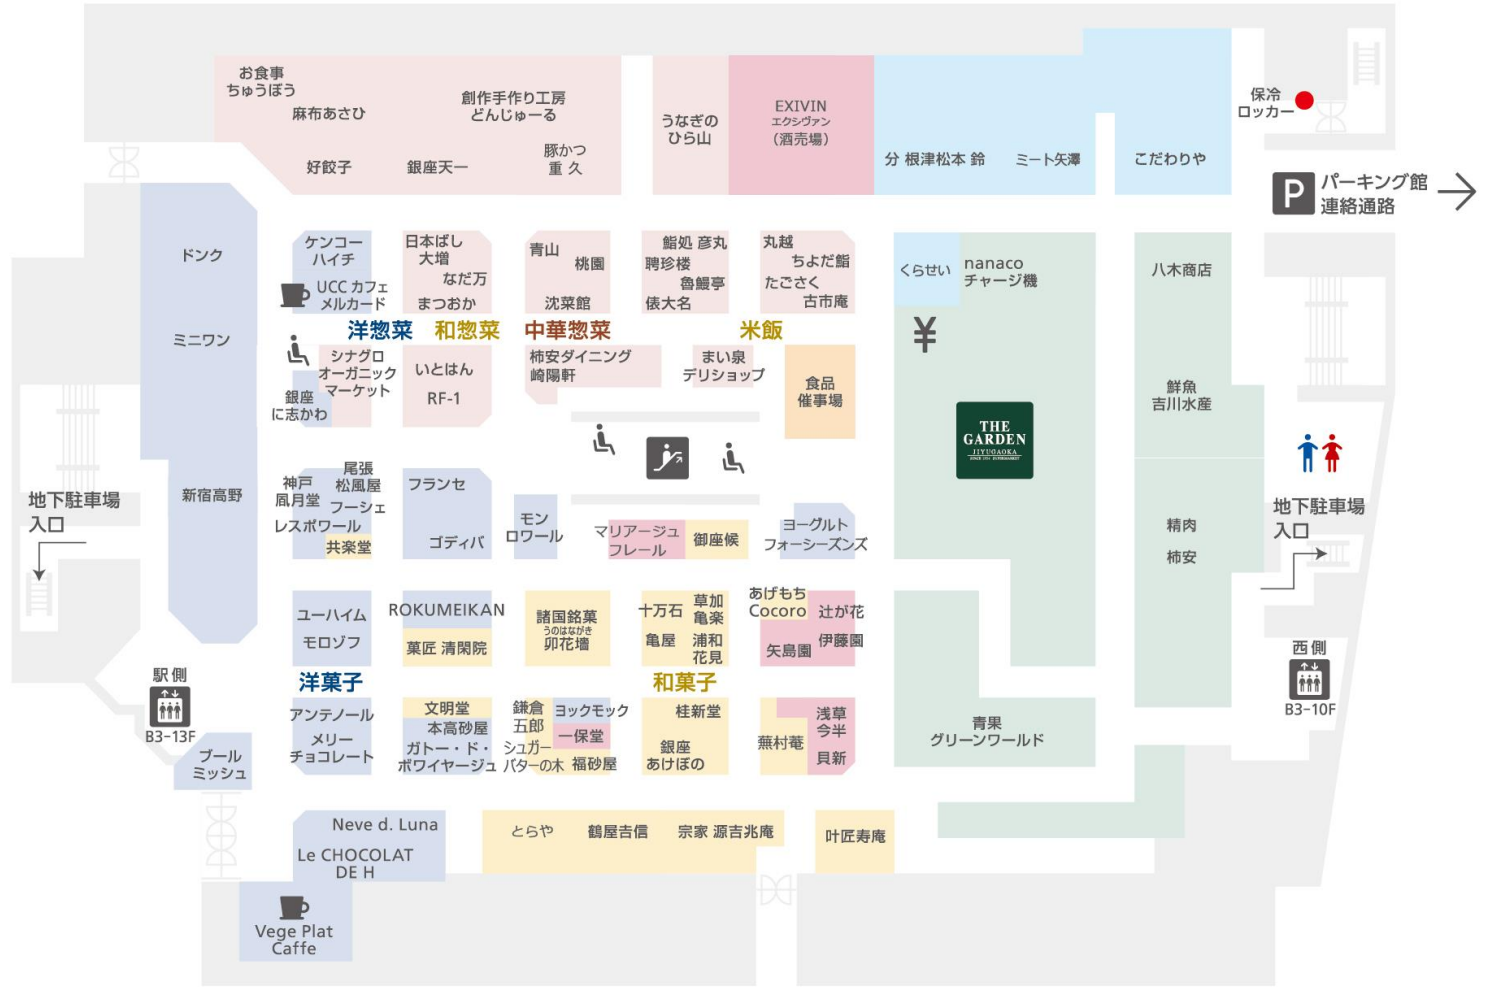 お食事
ちゅうぼう
麻布あさひ
創作手作り工房
どんじゅーる
好餃子
銀座天一
豚かつ
重 久
うなぎの
ひら山
EXIVIN
エクシヴァン
(酒売場)
分 根津松本 鈴
ミート矢澤
こだわりや
保冷
ロッカー
P
パーキング館
連絡通路
ドンク
ミニワン
新宿高野
ケンコー
ハイチ
UCC カフェ
メルカード
日本ばし
大増
なだ万
まつおか
青山
桃園
沈菜館
鮨処 彦丸
聘珍楼
魯鰻亭
俵大名
丸越
ちよだ鮨
たごさく
古市庵
くらせい
nanaco
チャージ機
¥
八木商店
洋惣菜
和惣菜
中華惣菜
米飯
シナグロ
オーガニック
マーケット
銀座
に志かわ
いとはん
RF-1
柿安ダイニング
崎陽軒
まい泉
デリショップ
食品
催事場
THE
GARDEN
JIYUGAOKA
鮮魚
吉川水産
地下駐車場
入口
神戸
凮月堂
尾張
松風屋
フーシェ
レスポワール
共楽堂
フランセ
ゴディバ
モン
ロワール
マリアージュ
フレール
御座候
ヨーグルト
フォーシーズンズ
精肉
柿安
地下駐車場
入口
ユーハイム
モロゾフ
ROKUMEIKAN
菓匠 清閑院
諸国銘菓
うのはながき
卯花墻
十万石
草加
亀楽
亀屋
浦和
花見
あげもち
Cocoro
辻が花
矢島園
伊藤園
駅側
B3-13F
西側
B3-10F
洋菓子
和菓子
アンテノール
メリー
チョコレート
文明堂
本高砂屋
ガトー・ド・
ボワイヤージュ
鎌倉
五郎
シュガー
バターの木
ヨックモック
一保堂
福砂屋
桂新堂
銀座
あけぼの
蕪村菴
浅草
今半
貝新
青果
グリーンワールド
ブール
ミッシュ
Neve d. Luna
Le CHOCOLAT
DE H
とらや
鶴屋吉信
宗家 源吉兆庵
叶匠寿庵
Vege Plat
Caffe